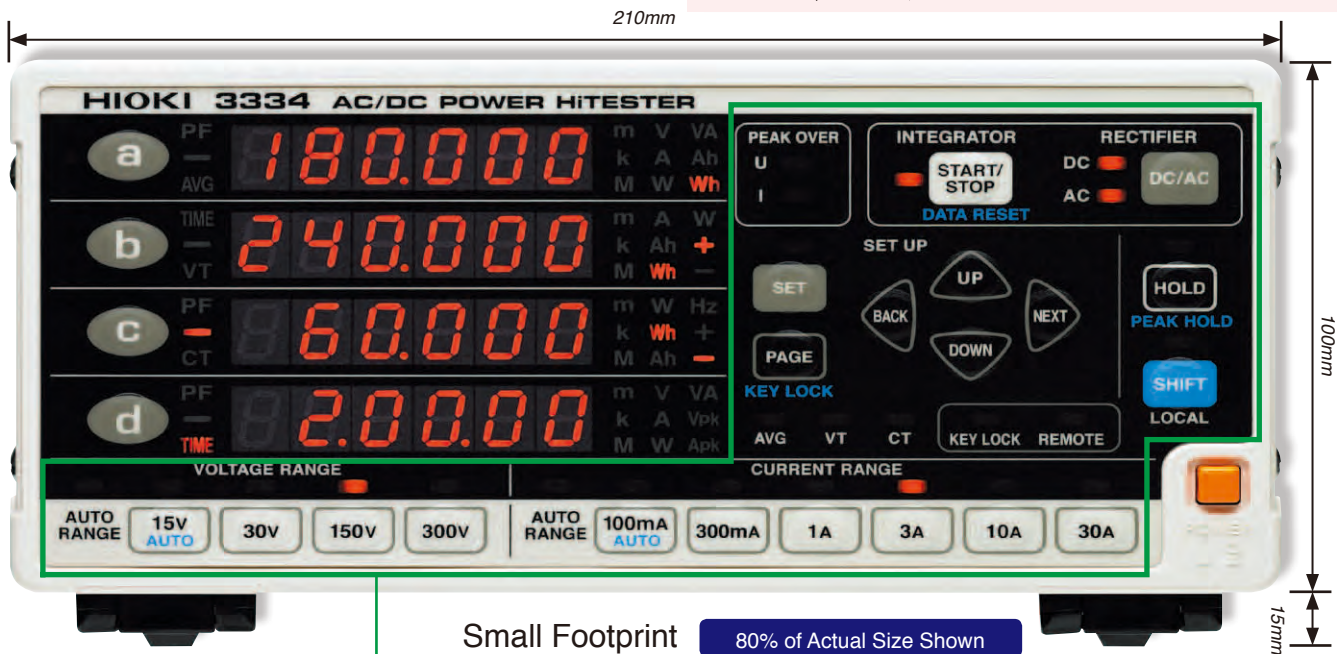 210mm
HIOKI 3334 AC/DC POWER HiTESTER
a PF AVG 180.000 m V VA
k A Ah
M W Wh
b TIME VT 240.000 m A W
k Ah +
M Wh −
c PF − CT 60.000 m W Hz
k Wh +
M Ah −
d PF − TIME 2.00.00 m V VA
k A Vpk
M W Apk
PEAK OVER
U
I
INTEGRATOR RECTIFIER
START/
STOP
DATA RESET
DC
AC
DC/AC
SET UP
SET
UP
BACK
NEXT
DOWN
PAGE
KEY LOCK
HOLD
PEAK HOLD
SHIFT
LOCAL
AVG VT CT KEY LOCK REMOTE
VOLTAGE RANGE CURRENT RANGE
AUTO
RANGE
15V
AUTO
30V 150V 300V
AUTO
RANGE
100mA
AUTO
300mA 1A 3A 10A 30A
100mm
15mm
Small Footprint 80% of Actual Size Shown